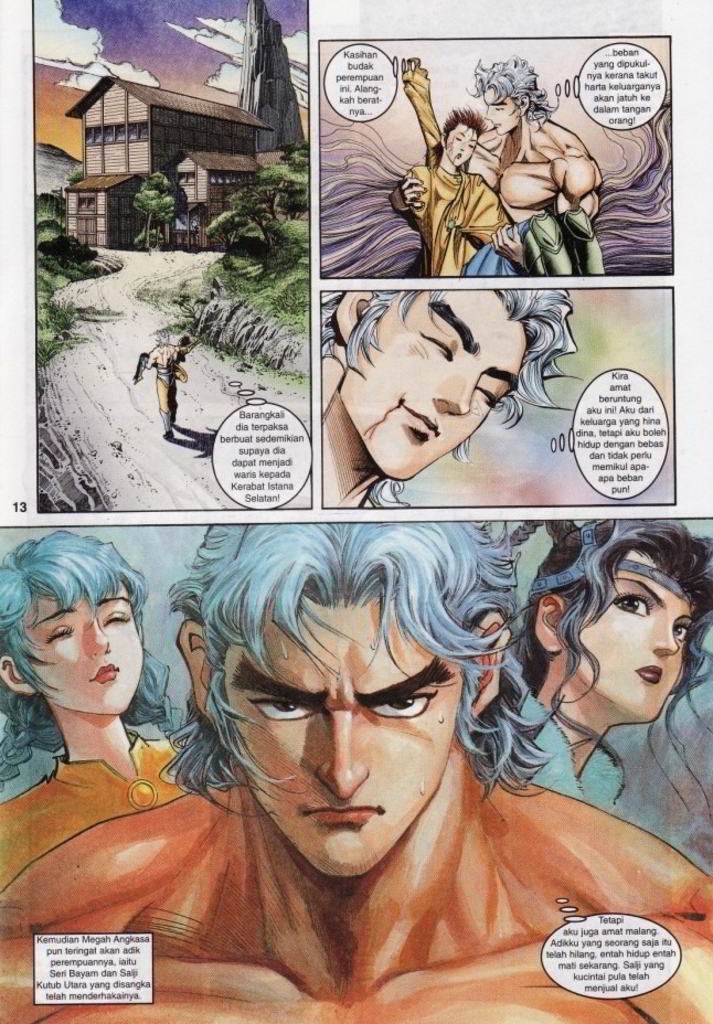 Kasihan
budak
perempuan
ini. Alang-
kah berat-
nya...
...beban
yang dipikul-
nya kerana takut
harta keluarganya
akan jatuh ke
dalam tangan
orang!
Barangkali
dia terpaksa
berbuat sedemikian
supaya dia
dapat menjadi
waris kepada
Kerabat Istana
Selatan!
Kira
amat
beruntung
aku ini! Aku dari
keluarga yang hina
dina, tetapi aku boleh
hidup dengan bebas
dan tidak perlu
memikul apa-
apa beban
pun!
13
Kemudian Megah Angkasa
pun teringat akan adik
perempuannya, iaitu
Seri Bayam dan Salji
Kutub Utara yang disangka
telah menderhakainya.
Tetapi
aku juga amat malang.
Adikku yang seorang saja itu
telah hilang, entah hidup entah
mati sekarang. Salji yang
kucintai pula telah
menjual aku!